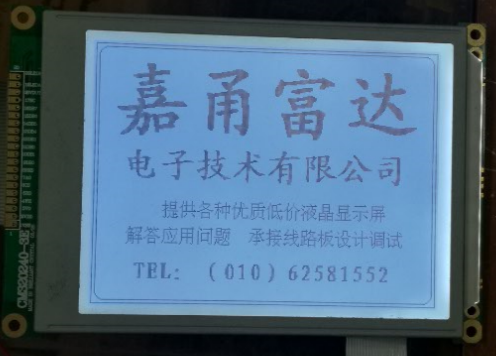 嘉甬富达
电子技术有限公司
提供各种优质低价液晶显示屏
解答应用问题 承接线路板设计调试
TEL: (010) 62581552